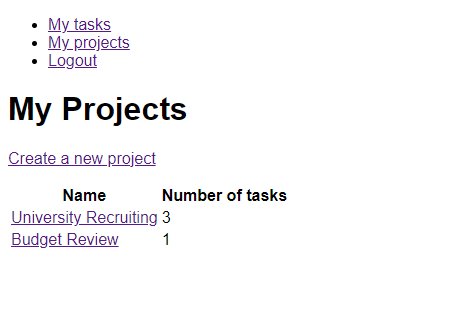 My tasks
My projects
Logout
My Projects
Create a new project
Name Number of tasks
University Recruiting 3
Budget Review 1